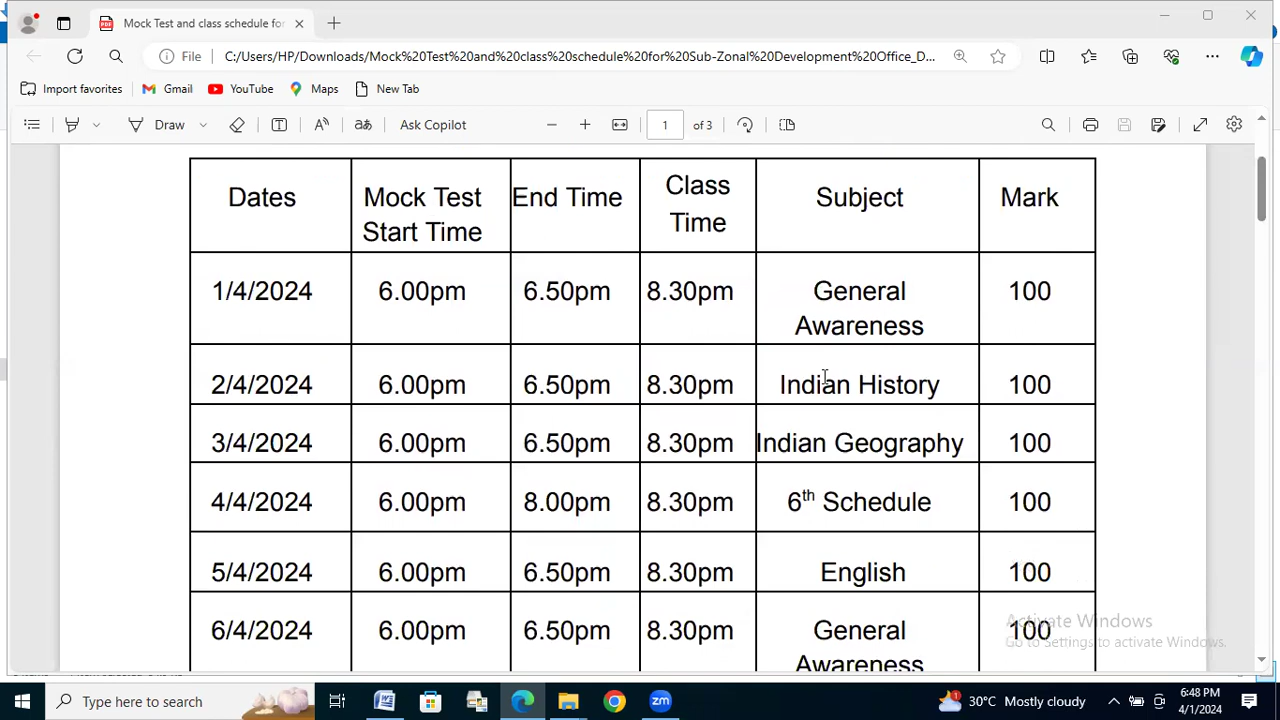 Mock Test and class schedule for
File C:/Users/HP/Downloads/Mock%20Test%20and%20class%20schedule%20for%20Sub-Zonal%20Development%20Office_D...
Import favorites Gmail YouTube Maps New Tab
Draw Ask Copilot 1 of 3
Dates Mock Test Start Time End Time Class Time Subject Mark
1/4/2024 6.00pm 6.50pm 8.30pm General Awareness 100
2/4/2024 6.00pm 6.50pm 8.30pm Indian History 100
3/4/2024 6.00pm 6.50pm 8.30pm Indian Geography 100
4/4/2024 6.00pm 8.00pm 8.30pm 6th Schedule 100
5/4/2024 6.00pm 6.50pm 8.30pm English 100
6/4/2024 6.00pm 6.50pm 8.30pm General Awareness 100
Activate Windows
Go to Settings to activate Windows.
Type here to search 30°C Mostly cloudy 6:48 PM
4/1/2024